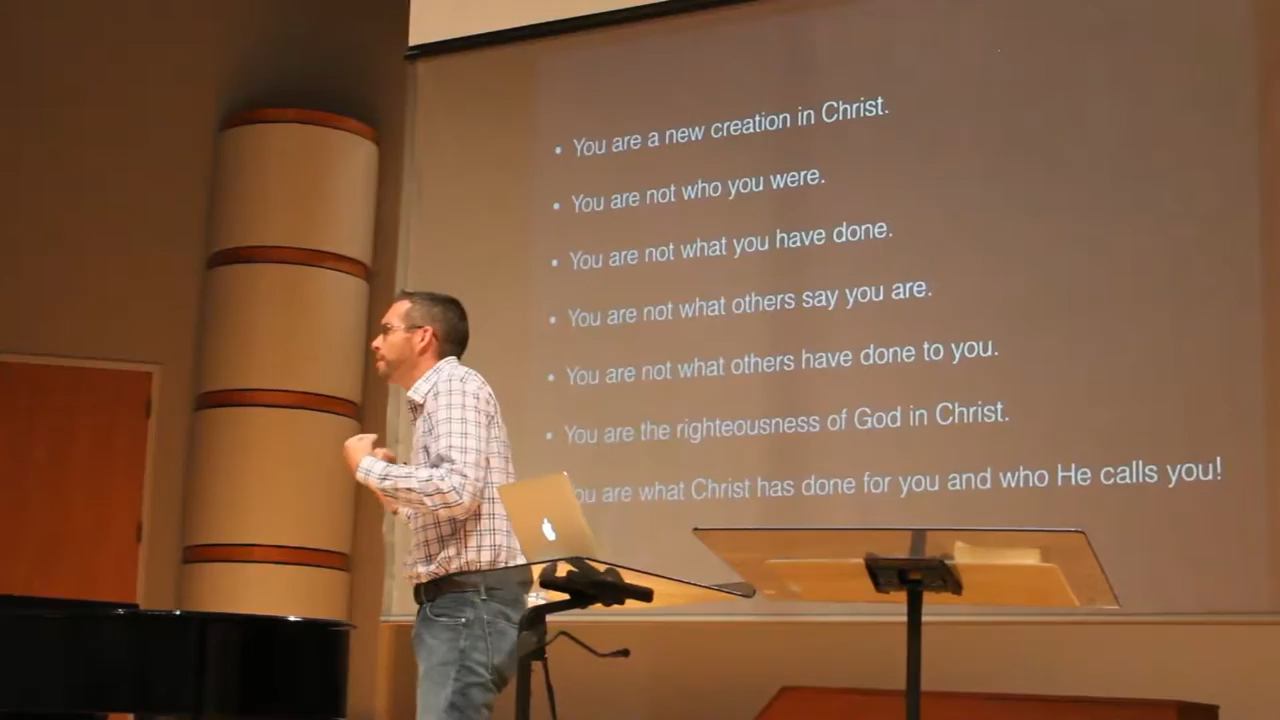 • You are a new creation in Christ.
• You are not who you were.
• You are not what you have done.
• You are not what others say you are.
• You are not what others have done to you.
• You are the righteousness of God in Christ.
You are what Christ has done for you and who He calls you!